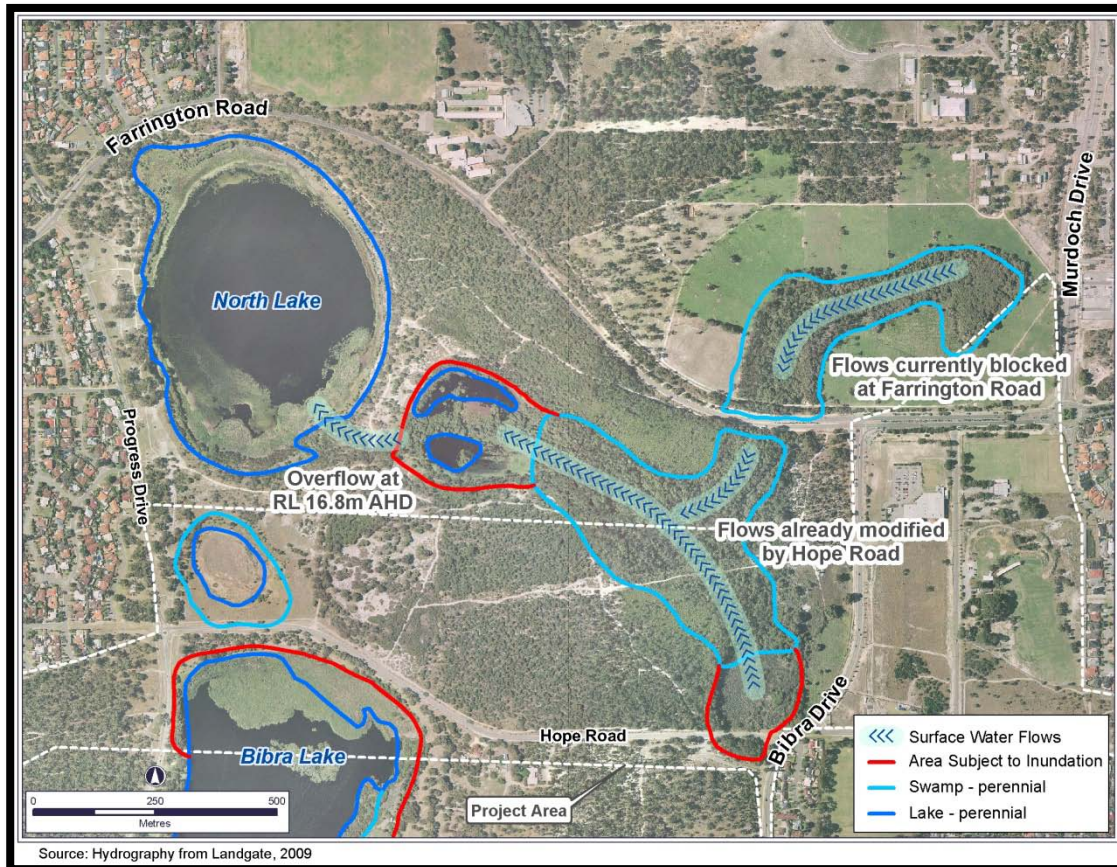 Farrington Road
North Lake
Murdoch Drive
Flows currently blocked
at Farrington Road
Progress Drive
Overflow at
RL 16.8m AHD
Flows already modified
by Hope Road
Bibra Drive
Hope Road
Bibra Lake
Project Area
0 250 500
Metres
Surface Water Flows
Area Subject to Inundation
Swamp - perennial
Lake - perennial
Source: Hydrography from Landgate, 2009